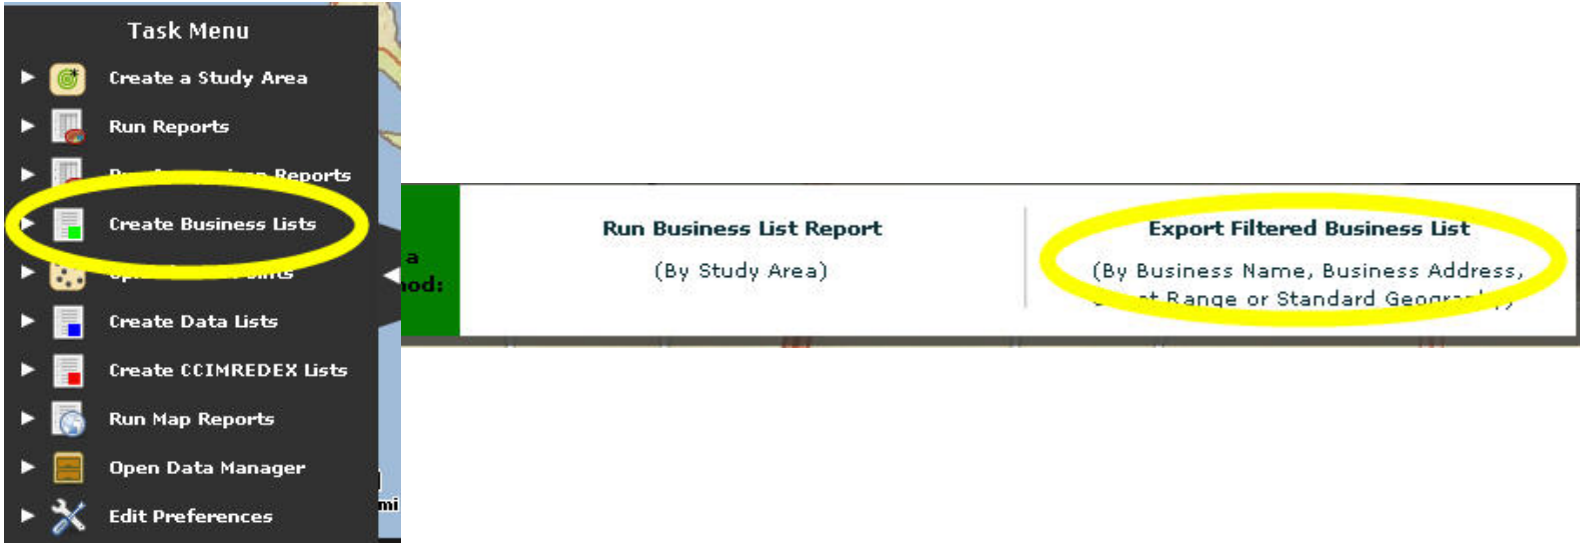 Task Menu
Create a Study Area
Run Reports
Reports
Create Business Lists
Create Data Lists
Create CCIMREDEX Lists
Run Map Reports
Open Data Manager
Edit Preferences
mi
a
Run Business List Report
(By Study Area)
Export Filtered Business List
(By Business Name, Business Address,
Range or Standard Geography)